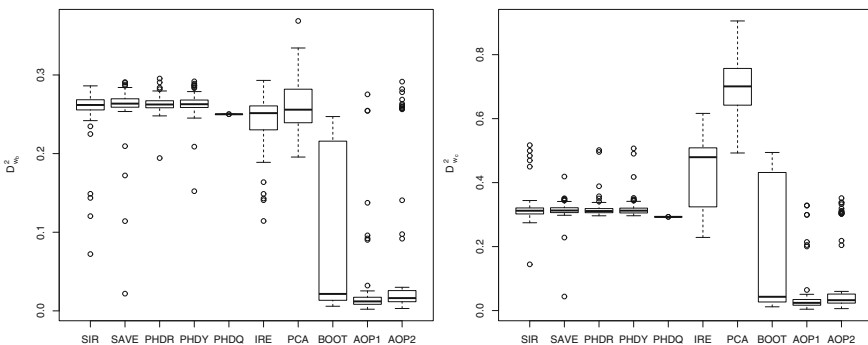 D²w_b
0.3
0.2
0.1
0.0
SIR SAVE PHDR PHDY PHDQ IRE PCA BOOT AOP1 AOP2
D²w_c
0.8
0.6
0.4
0.2
0.0
SIR SAVE PHDR PHDY PHDQ IRE PCA BOOT AOP1 AOP2